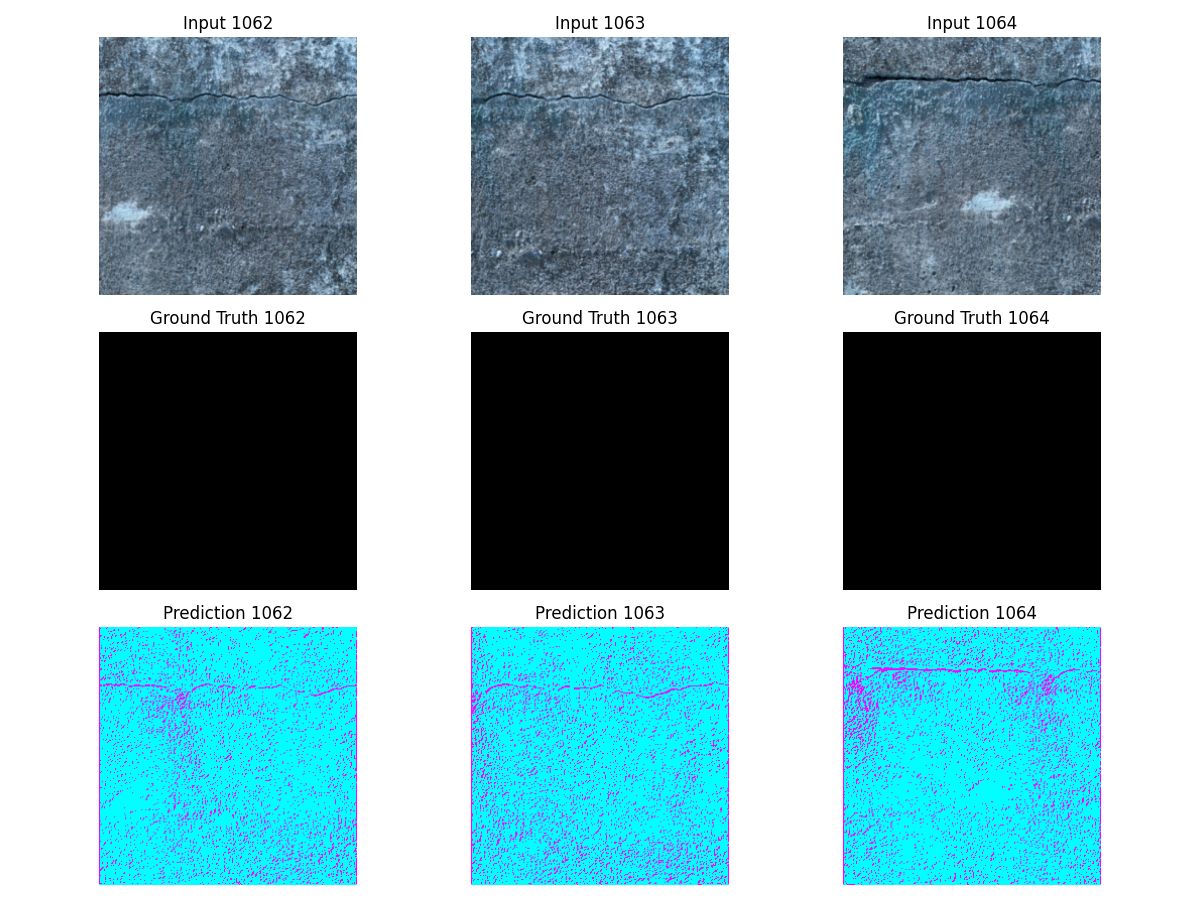 Input 1062
Input 1063
Input 1064
Ground Truth 1062
Ground Truth 1063
Ground Truth 1064
Prediction 1062
Prediction 1063
Prediction 1064